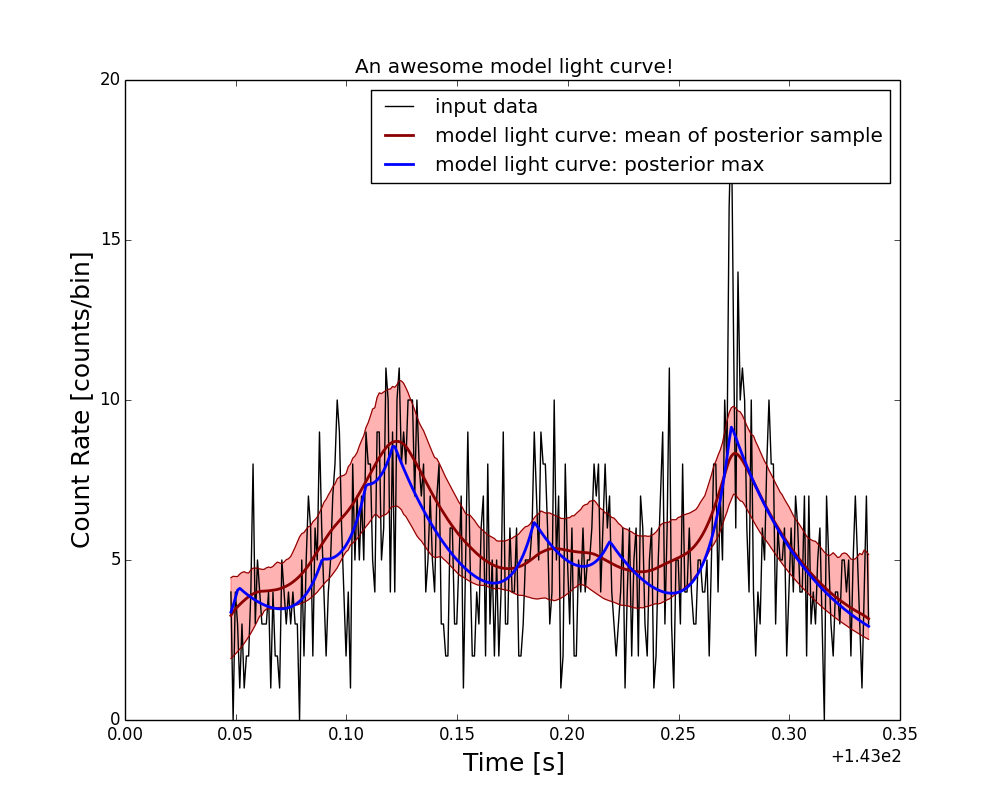 An awesome model light curve!
input data
model light curve: mean of posterior sample
model light curve: posterior max
Count Rate [counts/bin]
20
15
10
5
0
0.00 0.05 0.10 0.15 0.20 0.25 0.30 0.35
+1.43e2
Time [s]